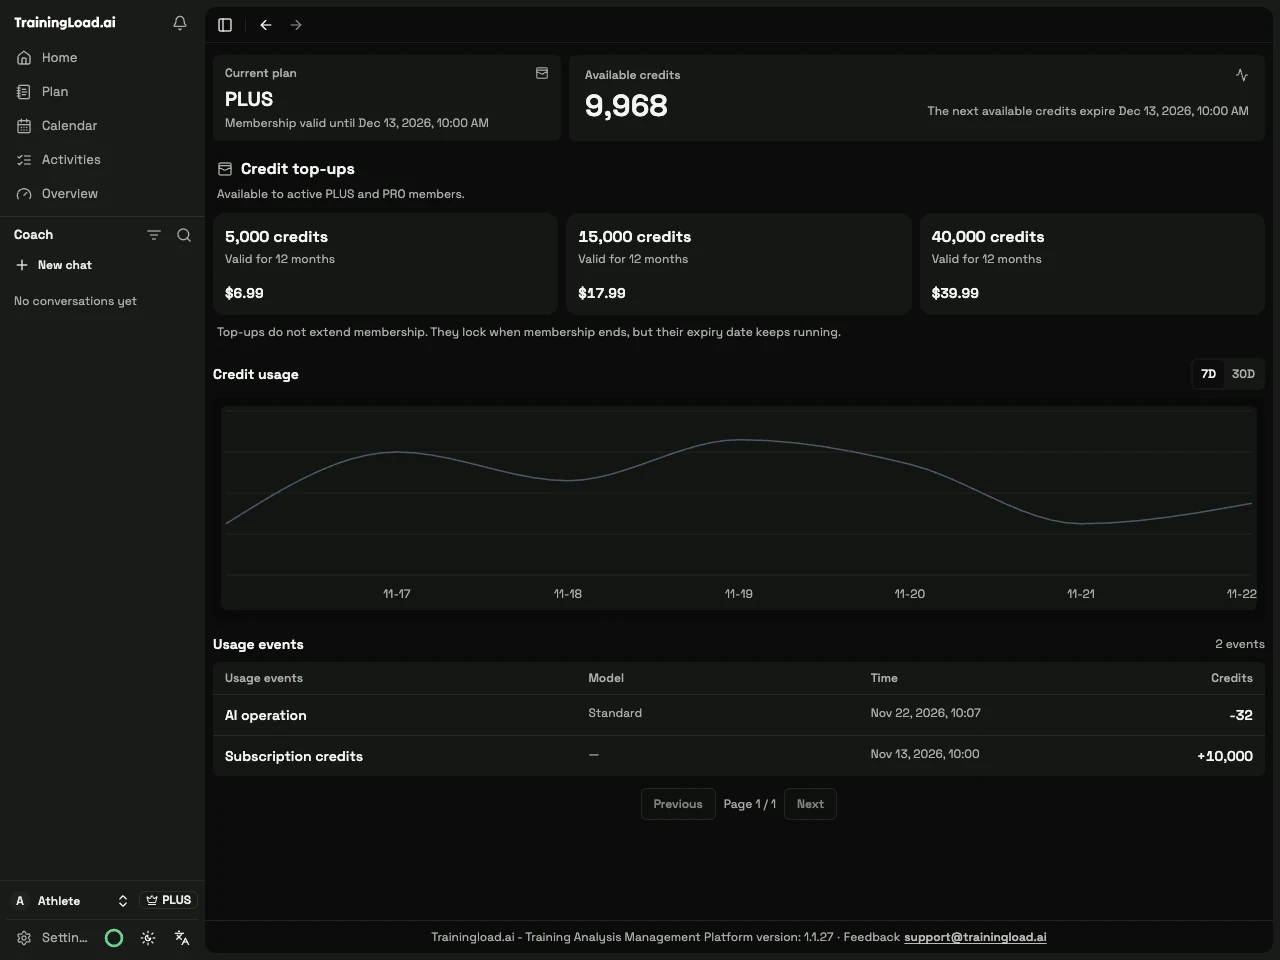 TrainingLoad.ai
Home
Plan
Calendar
Activities
Overview
Coach
New chat
No conversations yet
A Athlete PLUS
Settin...
Current plan
PLUS
Membership valid until Dec 13, 2026, 10:00 AM
Available credits
9,968
The next available credits expire Dec 13, 2026, 10:00 AM
Credit top-ups
Available to active PLUS and PRO members.
5,000 credits
Valid for 12 months
$6.99
15,000 credits
Valid for 12 months
$17.99
40,000 credits
Valid for 12 months
$39.99
Top-ups do not extend membership. They lock when membership ends, but their expiry date keeps running.
Credit usage 7D 30D
11-17 11-18 11-19 11-20 11-21 11-22
Usage events 2 events
Usage events Model Time Credits
AI operation Standard Nov 22, 2026, 10:07 -32
Subscription credits — Nov 13, 2026, 10:00 +10,000
Previous Page 1 / 1 Next
Trainingload.ai - Training Analysis Management Platform version: 1.1.27 · Feedback support@trainingload.ai